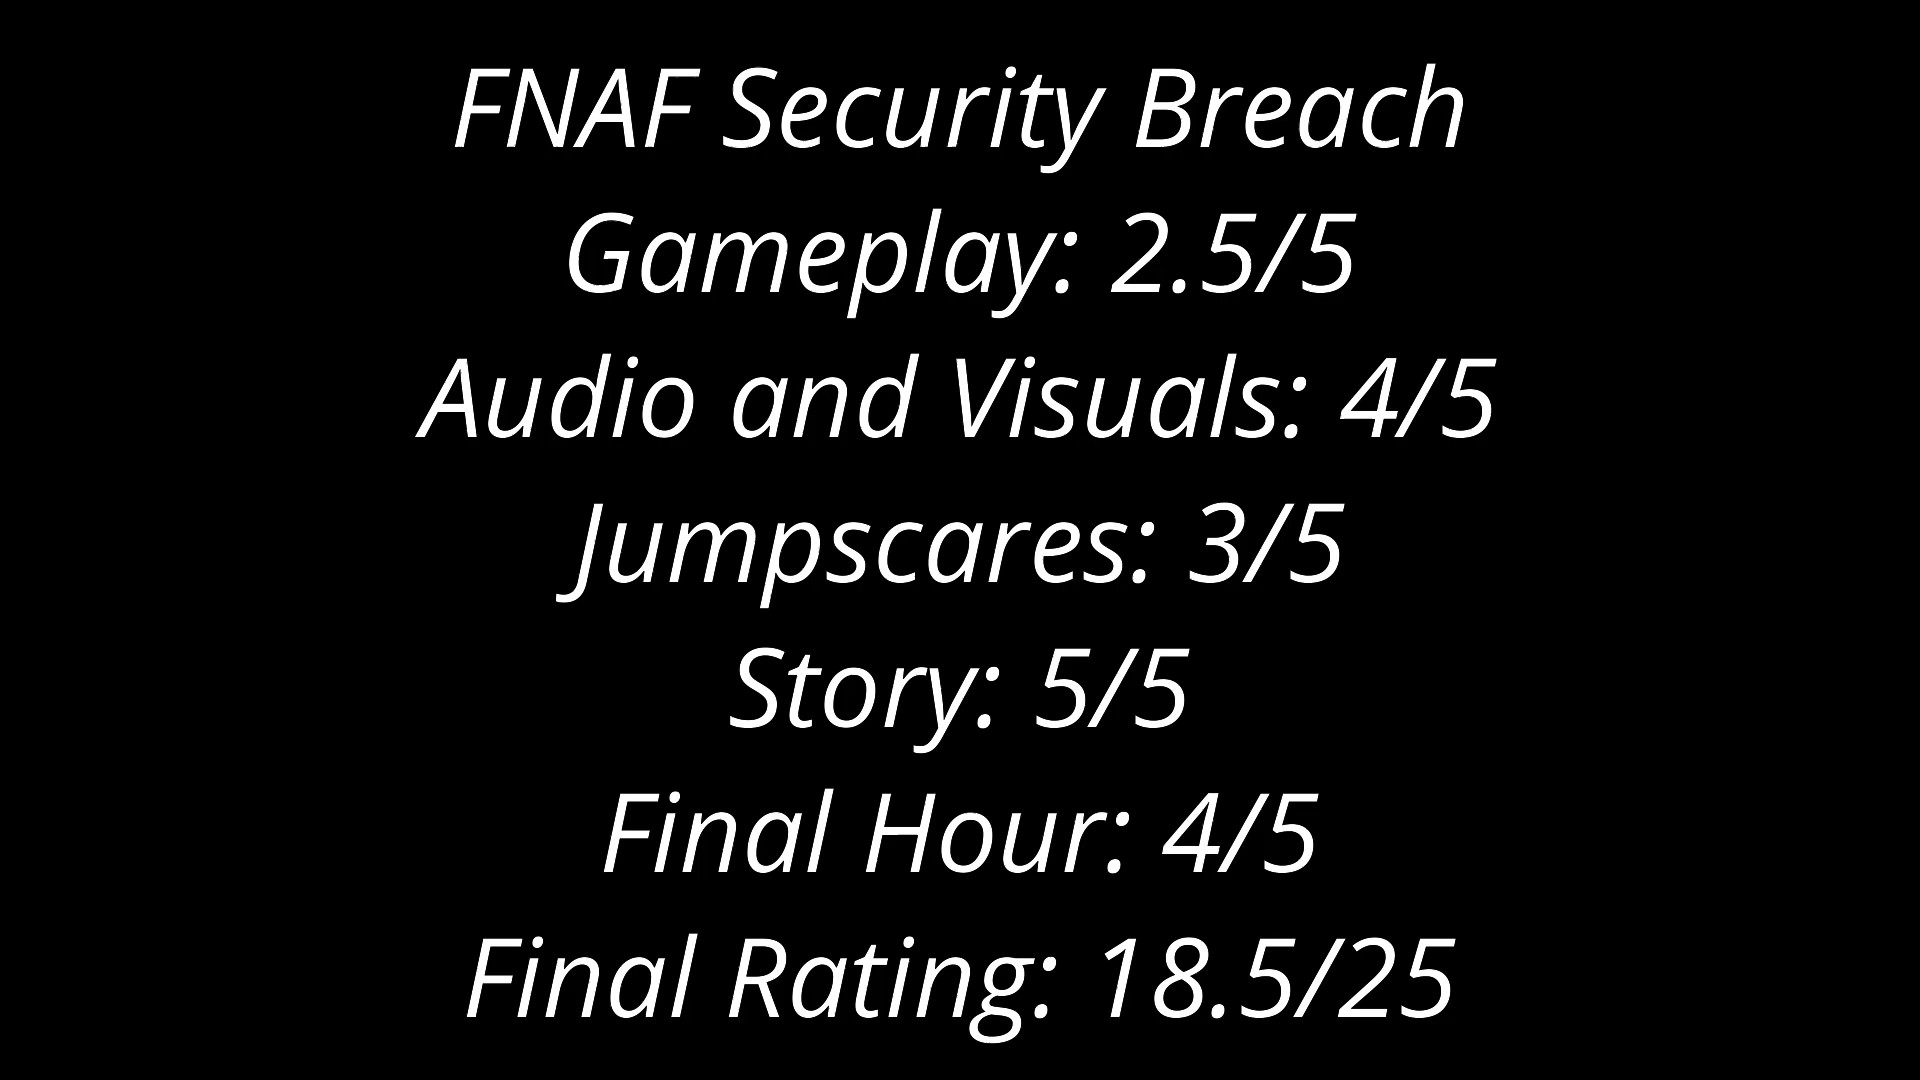 FNAF Security Breach
Gameplay: 2.5/5
Audio and Visuals: 4/5
Jumpscares: 3/5
Story: 5/5
Final Hour: 4/5
Final Rating: 18.5/25